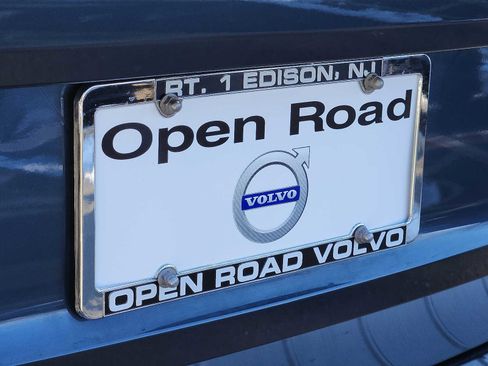 RT. 1 EDISON, NJ
Open Road
VOLVO
OPEN ROAD VOLVO